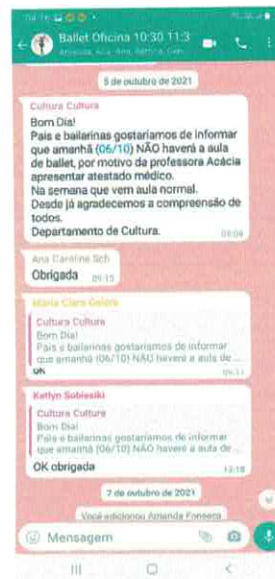 Ballet Oficina 10:30 11:3
5 de outubro de 2021
Cultura Cultura
Bom Dia!
Pais e bailarinas gostaríamos de informar
que amanhã (06/10) NÃO haverá a aula
de ballet, por motivo da professora Acácia
apresentar atestado médico.
Na semana que vem aula normal.
Desde já agradecemos a compreensão de
todos.
Departamento de Cultura.
09:09
Ana Caroline Sch
Obrigada 09:10
Maria Clara
Cultura Cultura
Bom Dia!
Pais e bailarinas gostaríamos de informar
que amanhã (06/10) NÃO haverá a aula de ...
OK
Ketlyn Sobieski
Cultura Cultura
Bom Dia!
Pais e bailarinas gostaríamos de informar
que amanhã (06/10) NÃO haverá a aula de ...
OK obrigada
7 de outubro de 2021
Você adicionou Amanda Fonseca
Mensagem